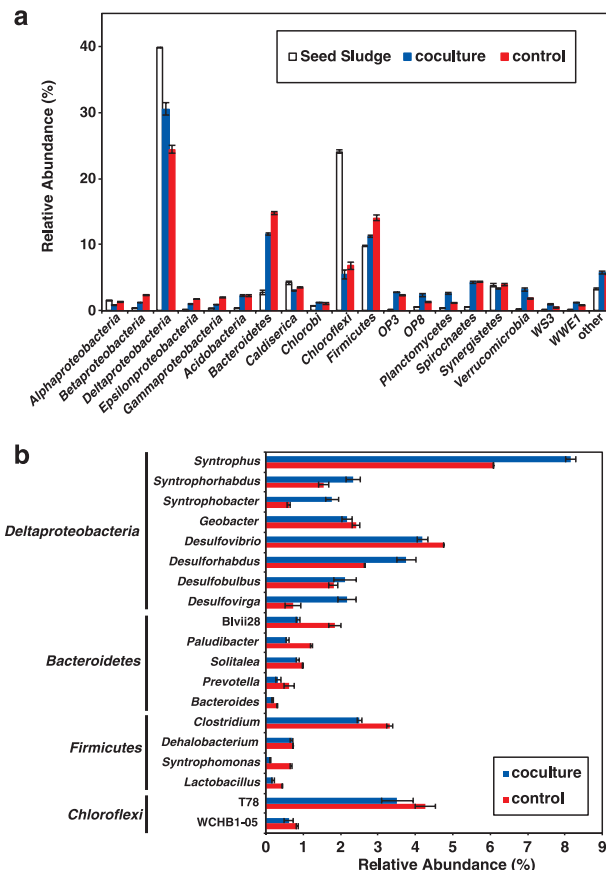 a
Relative Abundance (%)
40
30
20
10
0
Seed Sludge coculture control
Alphaproteobacteria
Betaproteobacteria
Deltaproteobacteria
Epsilonproteobacteria
Gammaproteobacteria
Acidobacteria
Bacteroidetes
Caldiserica
Chlorobi
Chloroflexi
Firmicutes
OP3
OP8
Planctomycetes
Spirochaetes
Synergistetes
Verrucomicrobia
WS3
WWE1
other
b
Deltaproteobacteria
Syntrophus
Syntrophorhabdus
Syntrophobacter
Geobacter
Desulfovibrio
Desulforhabdus
Desulfobulbus
Desulfovirga
Bacteroidetes
Blvii28
Paludibacter
Solitalea
Prevotella
Bacteroides
Firmicutes
Clostridium
Dehalobacterium
Syntrophomonas
Lactobacillus
Chloroflexi
T78
WCHB1-05
coculture
control
0 1 2 3 4 5 6 7 8 9
Relative Abundance (%)